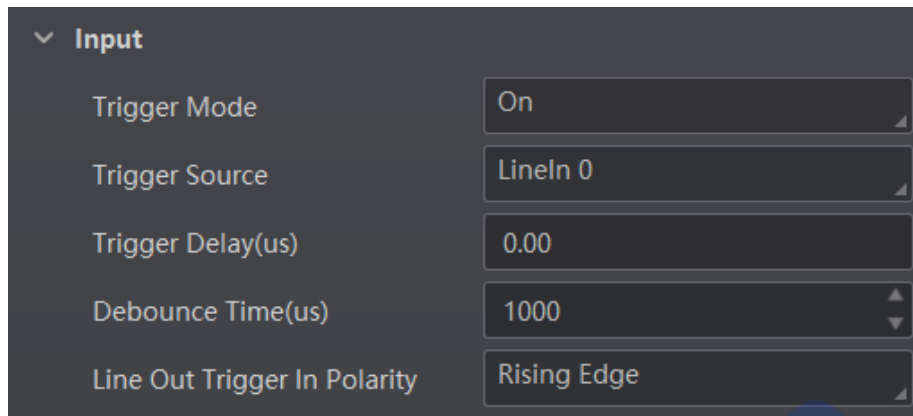 Input
Trigger Mode On
Trigger Source LineIn 0
Trigger Delay(us) 0.00
Debounce Time(us) 1000
Line Out Trigger In Polarity Rising Edge